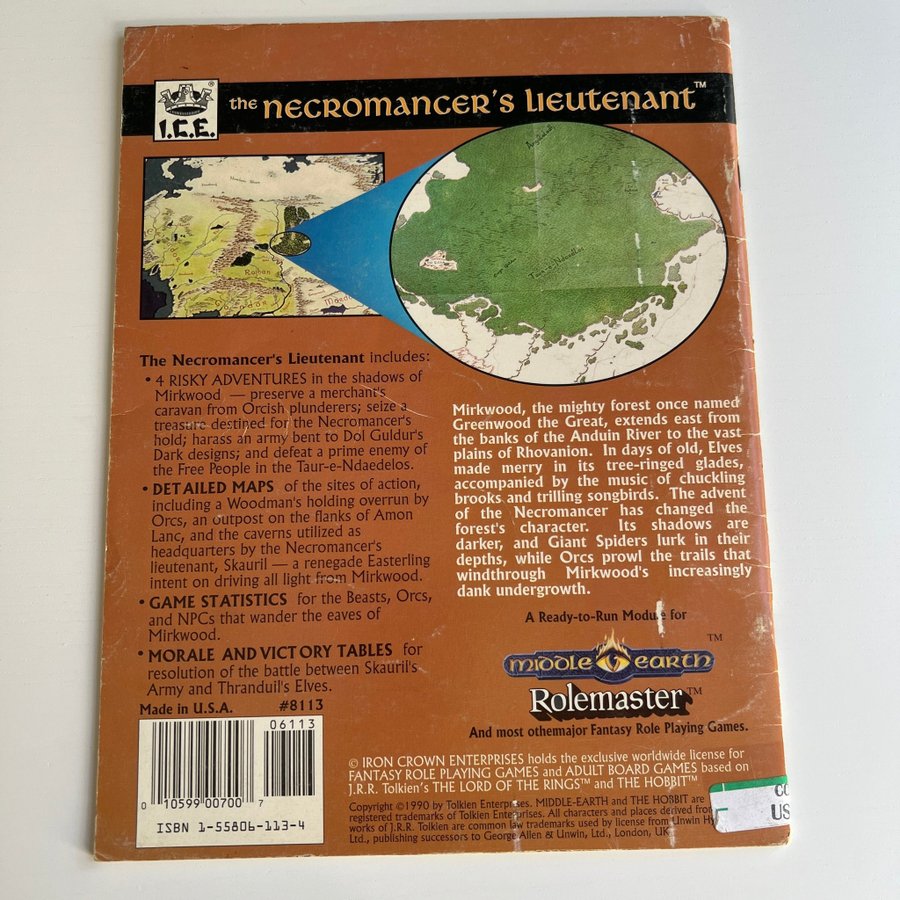 I.C.E.®
the NECROMANCER'S LIEUTENANT™
Rohan
Taur-e-Ndaedelos
The Necromancer's Lieutenant includes:
• 4 RISKY ADVENTURES in the shadows of
Mirkwood — preserve a merchant's
caravan from Orcish plunderers; seize a
treasure destined for the Necromancer's
hold; harass an army bent to Dol Guldur's
Dark designs; and defeat a prime enemy of
the Free People in the Taur-e-Ndaedelos.
• DETAILED MAPS of the sites of action,
including a Woodman's holding overrun by
Orcs, an outpost on the flanks of Amon
Lanc, and the caverns utilized as
headquarters by the Necromancer's
lieutenant, Skauril — a renegade Easterling
intent on driving all light from Mirkwood.
• GAME STATISTICS for the Beasts, Orcs,
and NPCs that wander the eaves of
Mirkwood.
• MORALE AND VICTORY TABLES for
resolution of the battle between Skauril's
Army and Thranduil's Elves.
Made in U.S.A. #8113
06113
0 10599 00700 7
ISBN 1-55806-113-4
Mirkwood, the mighty forest once named
Greenwood the Great, extends east from
the banks of the Anduin River to the vast
plains of Rhovanion. In days of old, Elves
made merry in its tree-ringed glades,
accompanied by the music of chuckling
brooks and trilling songbirds. The advent
of the Necromancer has changed the
forest's character. Its shadows are
darker, and Giant Spiders lurk in their
depths, while Orcs prowl the trails that
windthrough Mirkwood's increasingly
dank undergrowth.
A Ready-to-Run Module for
MIDDLE EARTH™
Rolemaster™
And most othemajor Fantasy Role Playing Games.
© IRON CROWN ENTERPRISES holds the exclusive worldwide license for
FANTASY ROLE PLAYING GAMES and ADULT BOARD GAMES based on
J.R.R. Tolkien's THE LORD OF THE RINGS™ and THE HOBBIT™
Copyright ©1990 by Tolkien Enterprises. MIDDLE-EARTH and THE HOBBIT are
registered trademarks of Tolkien Enterprises. All characters and places derived from
works of J.R.R. Tolkien are common law trademarks used by license from Unwin Hy
Ltd., publishing successors to George Allen & Unwin, Ltd., London, UK
US